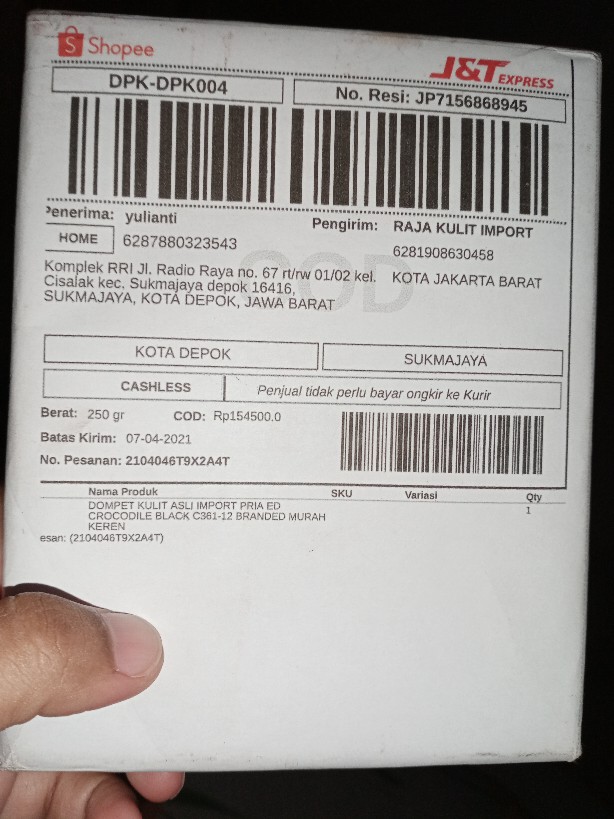 Shopee
J&T EXPRESS
DPK-DPK004
No. Resi: JP7156868945
Penerima: yulianti
HOME
6287880323543
Pengirim: RAJA KULIT IMPORT
6281908630458
KOTA JAKARTA BARAT
Komplek RRI Jl. Radio Raya no. 67 rt/rw 01/02 kel.
Cisalak kec. Sukmajaya depok 16416,
SUKMAJAYA, KOTA DEPOK, JAWA BARAT
COD
KOTA DEPOK
SUKMAJAYA
CASHLESS
Penjual tidak perlu bayar ongkir ke Kurir
Berat: 250 gr
COD: Rp154500.0
Batas Kirim: 07-04-2021
No. Pesanan: 2104046T9X2A4T
Nama Produk SKU Variasi Qty
DOMPET KULIT ASLI IMPORT PRIA ED 1
CROCODILE BLACK C361-12 BRANDED MURAH
KEREN
esan: (2104046T9X2A4T)